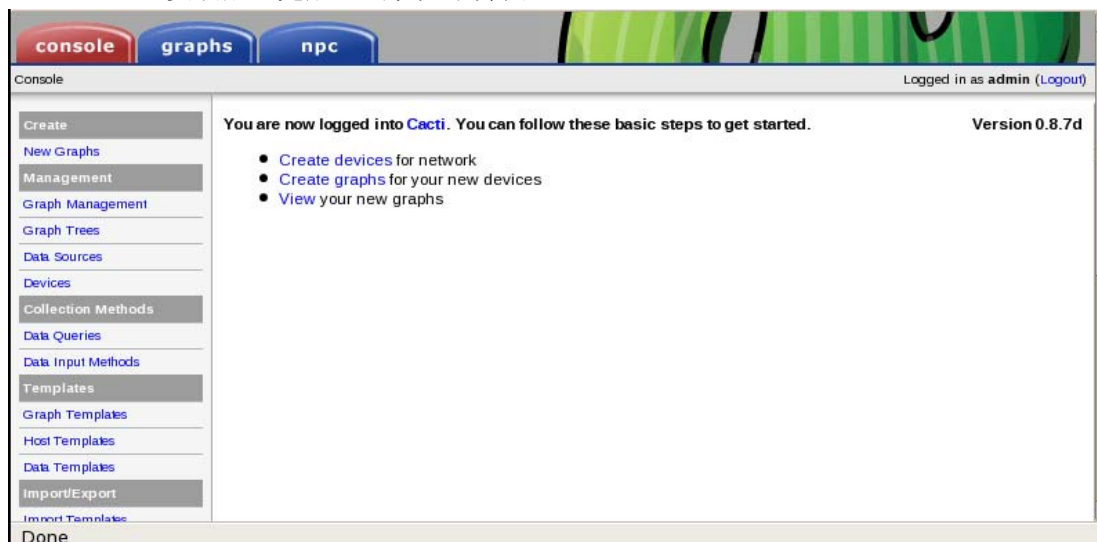 console graphs npc
Console Logged in as admin (Logout)
Create
New Graphs
Management
Graph Management
Graph Trees
Data Sources
Devices
Collection Methods
Data Queries
Data Input Methods
Templates
Graph Templates
Host Templates
Data Templates
Import/Export
Import Templates
You are now logged into Cacti. You can follow these basic steps to get started. Version 0.8.7d
Create devices for network
Create graphs for your new devices
View your new graphs
Done